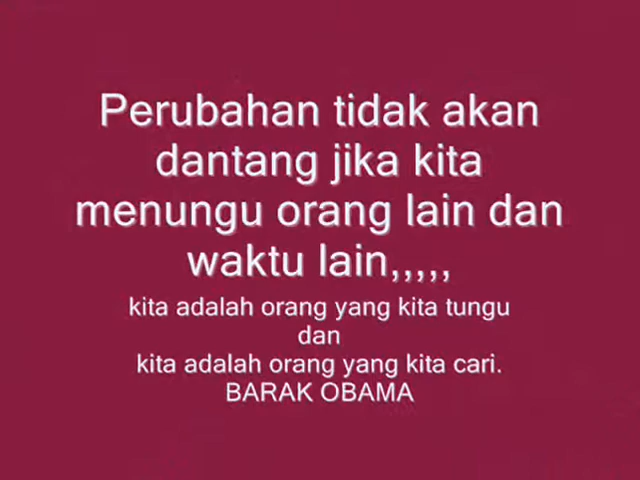 Perubahan tidak akan
dantang jika kita
menungu orang lain dan
waktu lain,,,,,
kita adalah orang yang kita tungu
dan
kita adalah orang yang kita cari.
BARAK OBAMA